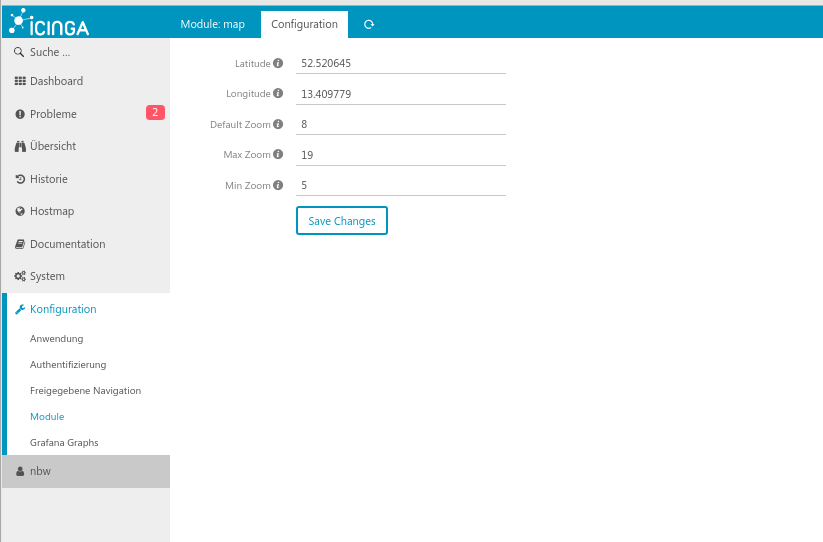 icinga
Module: map
Configuration
Suche ...
Dashboard
Probleme 2
Übersicht
Historie
Hostmap
Documentation
System
Konfiguration
Anwendung
Authentifizierung
Freigegebene Navigation
Module
Grafana Graphs
nbw
Latitude 52.520645
Longitude 13.409779
Default Zoom 8
Max Zoom 19
Min Zoom 5
Save Changes